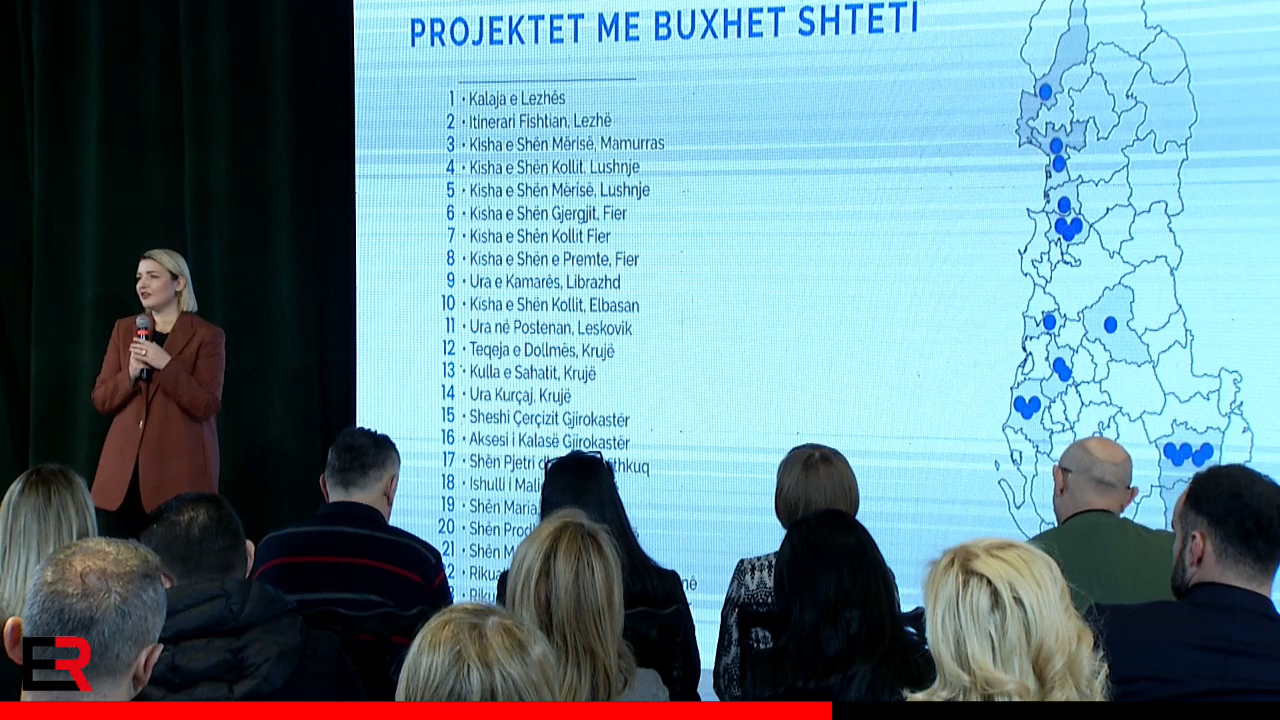 PROJEKTET ME BUXHET SHTETI
1 • Kalaja e Lezhës
2 • Itinerari Fishtian, Lezhë
3 • Kisha e Shën Mërisë, Mamurras
4 • Kisha e Shën Kollit, Lushnje
5 • Kisha e Shën Mërisë, Lushnje
6 • Kisha e Shën Gjergjit, Fier
7 • Kisha e Shën Kollit Fier
8 • Kisha e Shën e Premte, Fier
9 • Ura e Kamarës, Librazhd
10 • Kisha e Shën Kollit, Elbasan
11 • Ura në Postenan, Leskovik
12 • Teqeja e Dollmës, Krujë
13 • Kulla e Sahatit, Krujë
14 • Ura Kurçaj, Krujë
15 • Sheshi Çerçizit Gjirokastër
16 • Aksesi i Kalasë Gjirokastër
17 • Shën Pjetri
18 • Ishulli i
19 • Shën Maria,
20 • Shën
21 • Shën
ER